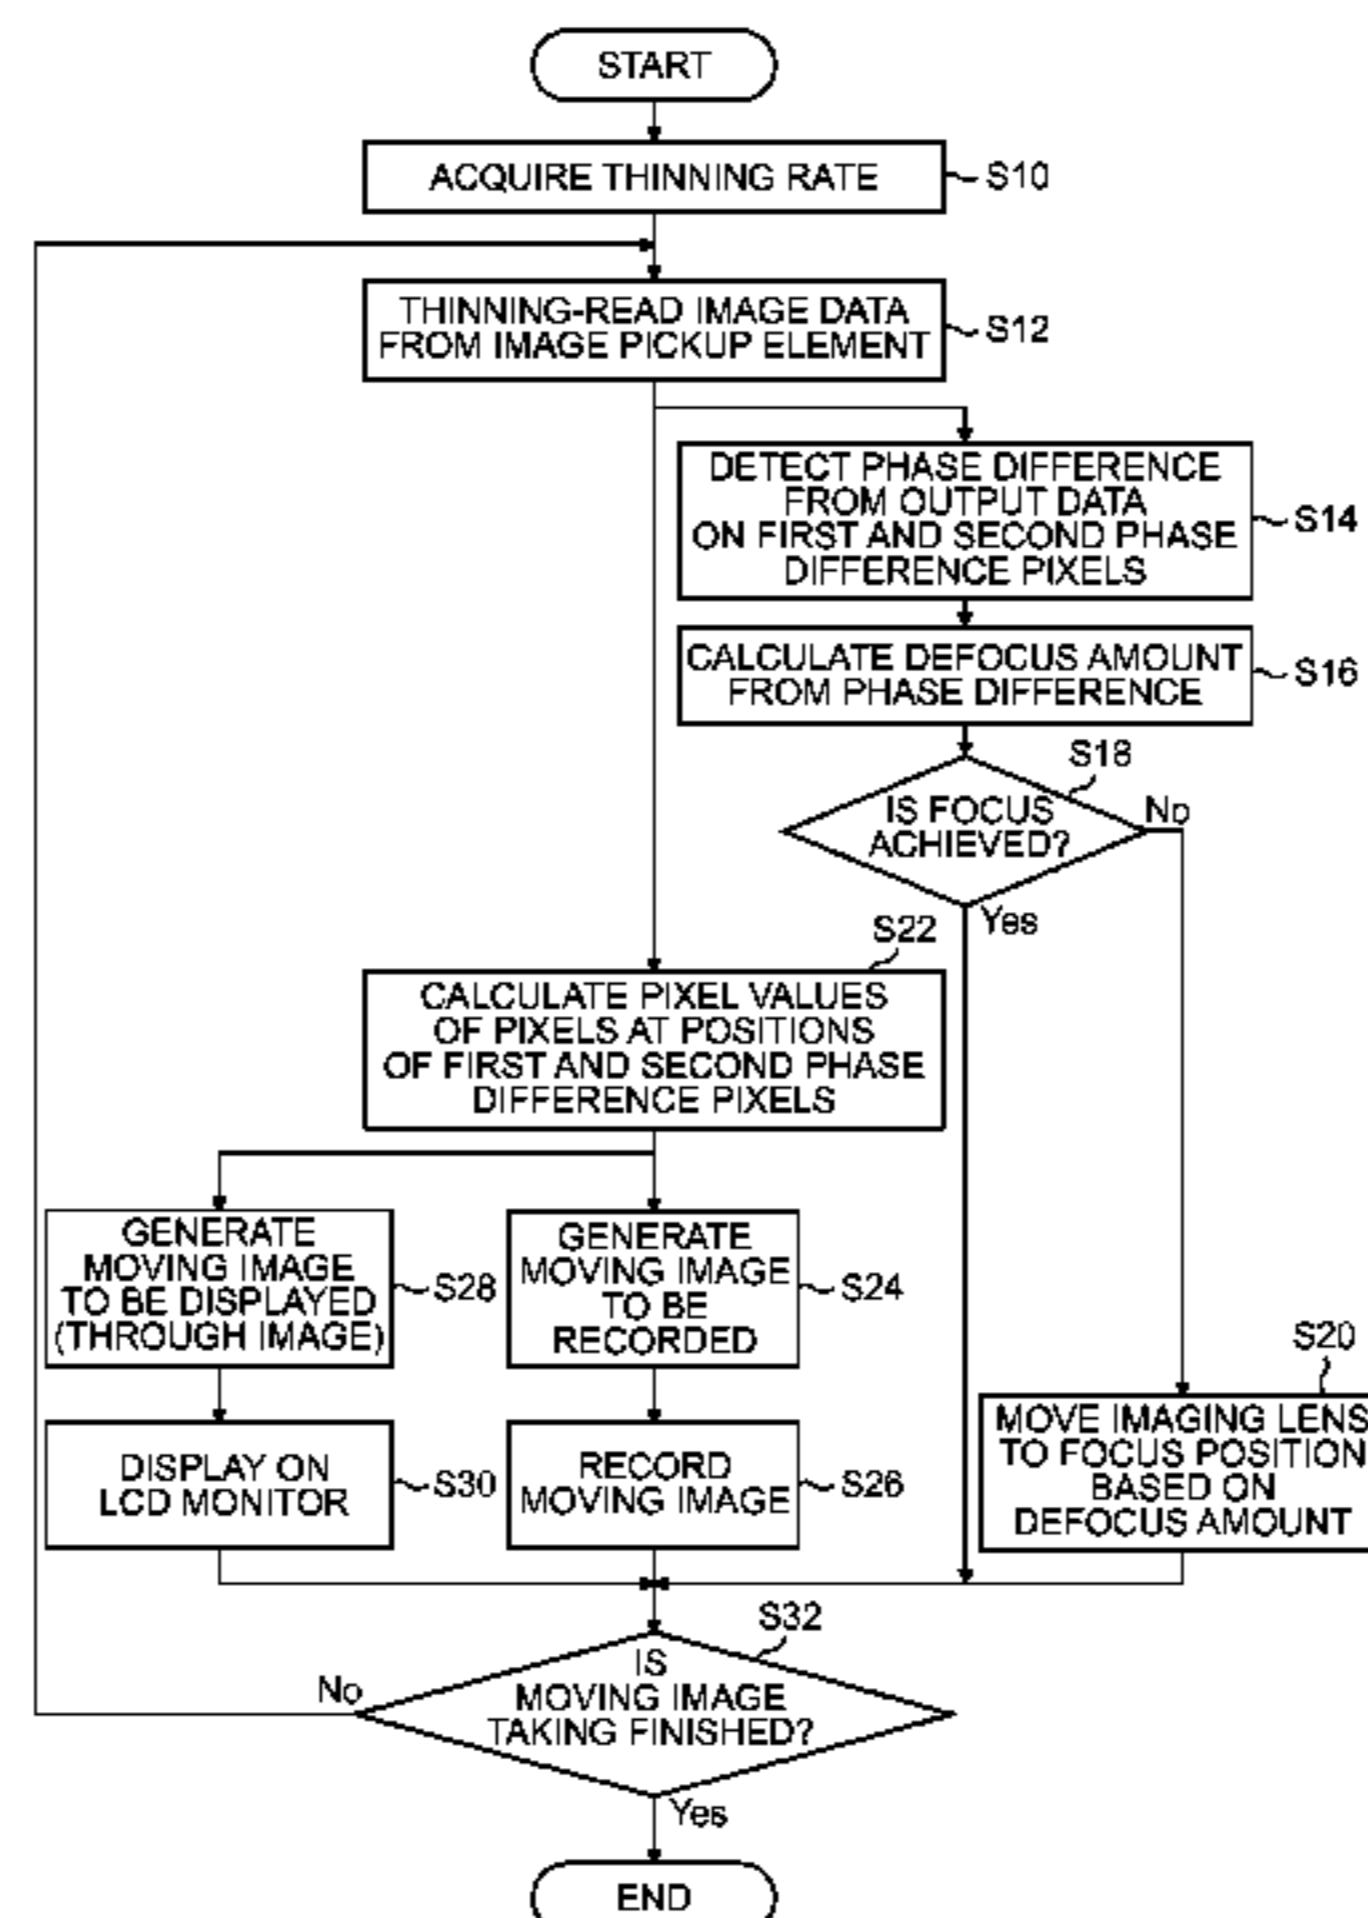 START
ACQUIRE THINNING RATE
S10
THINNING-READ IMAGE DATA
FROM IMAGE PICKUP ELEMENT
S12
DETECT PHASE DIFFERENCE
FROM OUTPUT DATA
ON FIRST AND SECOND PHASE
DIFFERENCE PIXELS
S14
CALCULATE DEFOCUS AMOUNT
FROM PHASE DIFFERENCE
S16
S18
IS FOCUS
ACHIEVED?
No
Yes
S22
CALCULATE PIXEL VALUES
OF PIXELS AT POSITIONS
OF FIRST AND SECOND PHASE
DIFFERENCE PIXELS
GENERATE
MOVING IMAGE
TO BE DISPLAYED
(THROUGH IMAGE)
S28
GENERATE
MOVING IMAGE
TO BE
RECORDED
S24
S20
MOVE IMAGING LENS
TO FOCUS POSITION
BASED ON
DEFOCUS AMOUNT
DISPLAY ON
LCD MONITOR
S30
RECORD
MOVING IMAGE
S26
S32
IS
MOVING IMAGE
TAKING FINISHED?
No
Yes
END